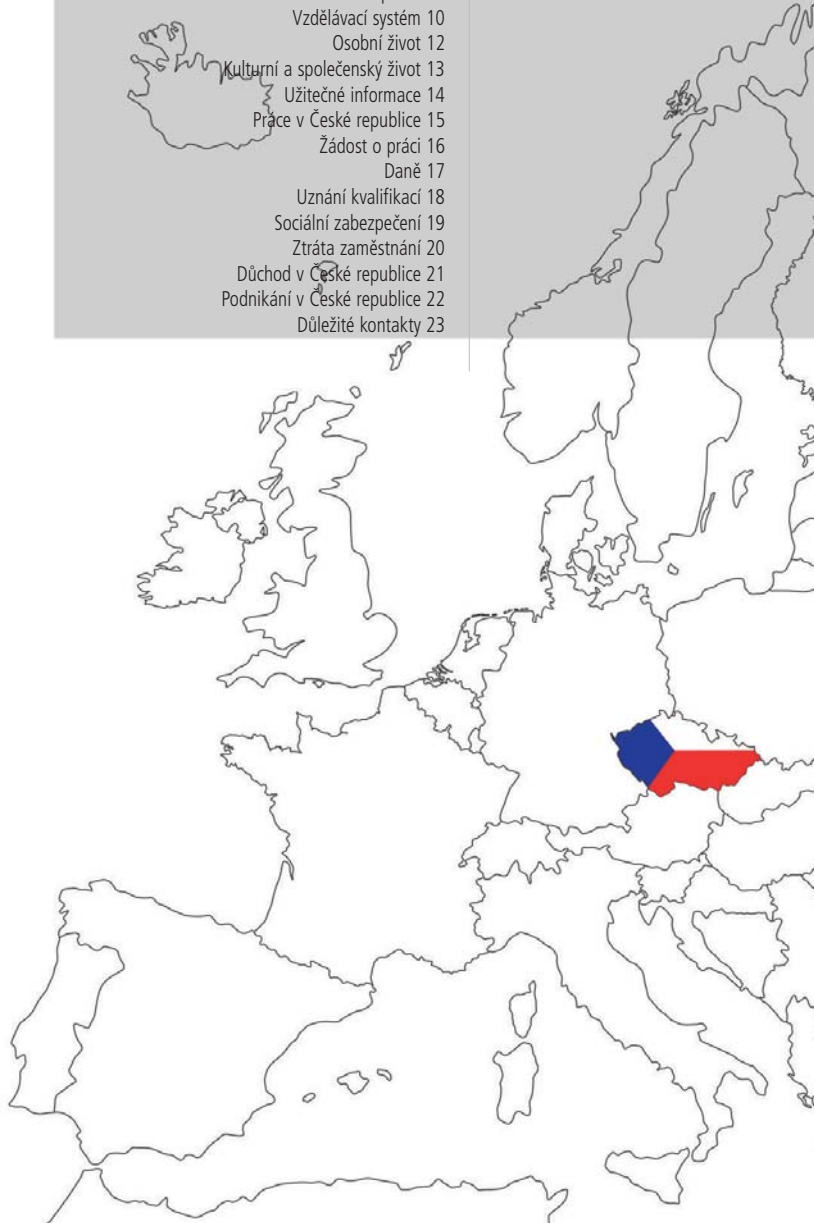 Vzdělávací systém 10
Osobní život 12
Kulturní a společenský život 13
Užitečné informace 14
Práce v České republice 15
Žádost o práci 16
Daně 17
Uznání kvalifikací 18
Sociální zabezpečení 19
Ztráta zaměstnání 20
Důchod v České republice 21
Podnikání v České republice 22
Důležité kontakty 23